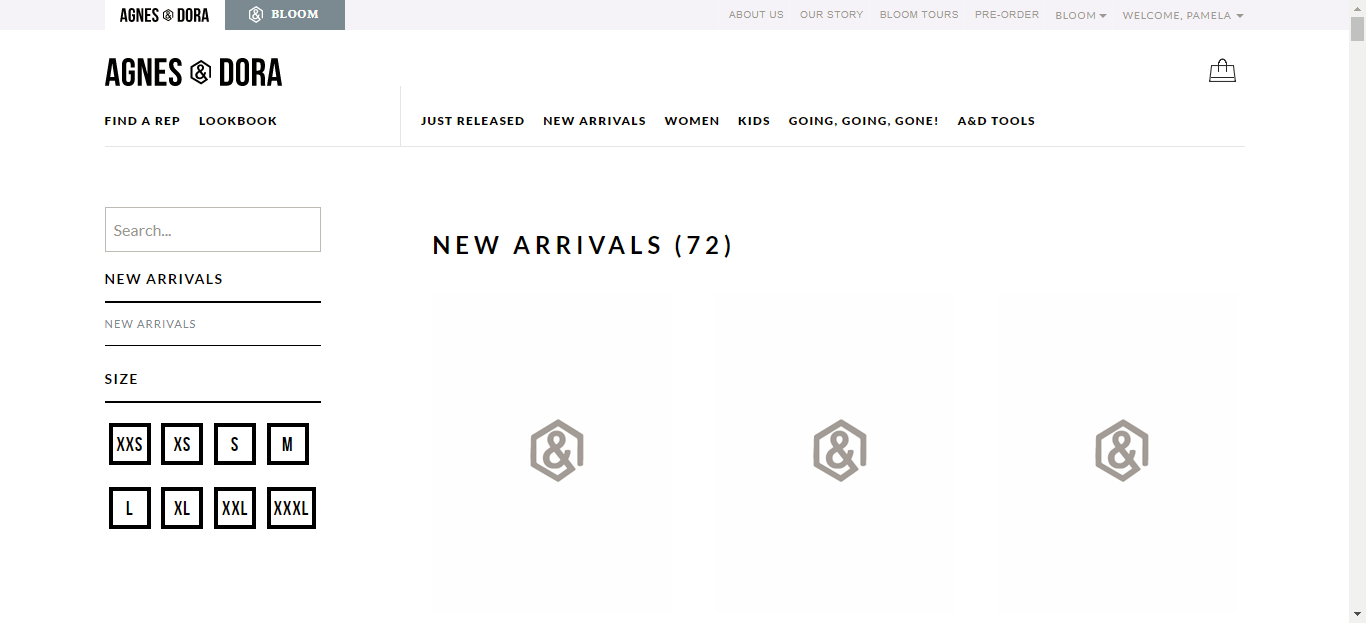 AGNES & DORA
& BLOOM
ABOUT US
OUR STORY
BLOOM TOURS
PRE-ORDER
BLOOM
WELCOME, PAMELA
AGNES & DORA
FIND A REP
LOOKBOOK
JUST RELEASED
NEW ARRIVALS
WOMEN
KIDS
GOING, GOING, GONE!
A&D TOOLS
Search...
NEW ARRIVALS
NEW ARRIVALS
SIZE
XXS
XS
S
M
L
XL
XXL
XXXL
NEW ARRIVALS (72)
&
&
&